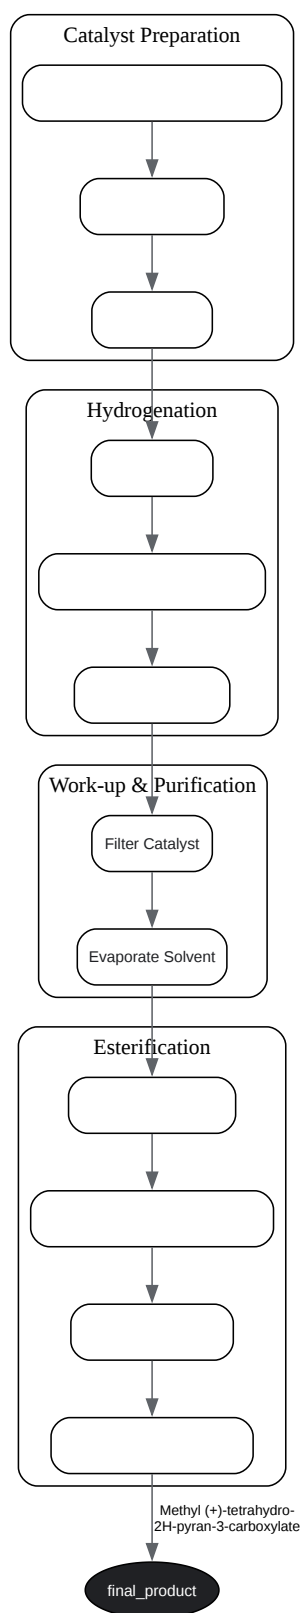 Catalyst Preparation
Hydrogenation
Work-up & Purification
Filter Catalyst
Evaporate Solvent
Esterification
Methyl (+)-tetrahydro-
2H-pyran-3-carboxylate
final_product